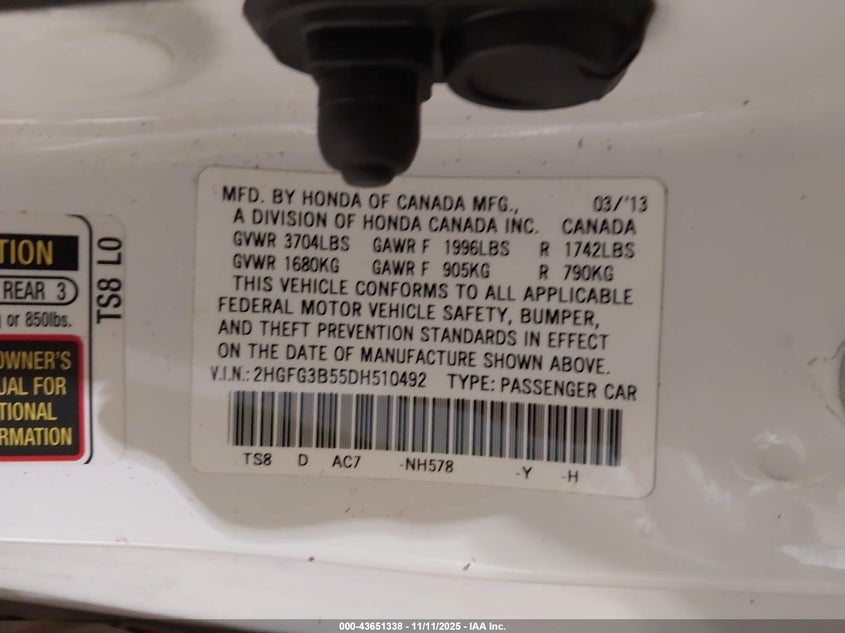 MFD. BY HONDA OF CANADA MFG., 03/'13
A DIVISION OF HONDA CANADA INC. CANADA
GVWR 3704LBS GAWR F 1996LBS R 1742LBS
GVWR 1680KG GAWR F 905KG R 790KG
THIS VEHICLE CONFORMS TO ALL APPLICABLE
FEDERAL MOTOR VEHICLE SAFETY, BUMPER,
AND THEFT PREVENTION STANDARDS IN EFFECT
ON THE DATE OF MANUFACTURE SHOWN ABOVE.
V.I.N.: 2HGFG3B55DH510492 TYPE: PASSENGER CAR
TS8 D AC7 -NH578 -Y -H
TION
REAR 3
or 850lbs.
OWNER'S
UAL FOR
TIONAL
RMATION
TS8 L0
000-43651338 - 11/11/2025 - IAA Inc.